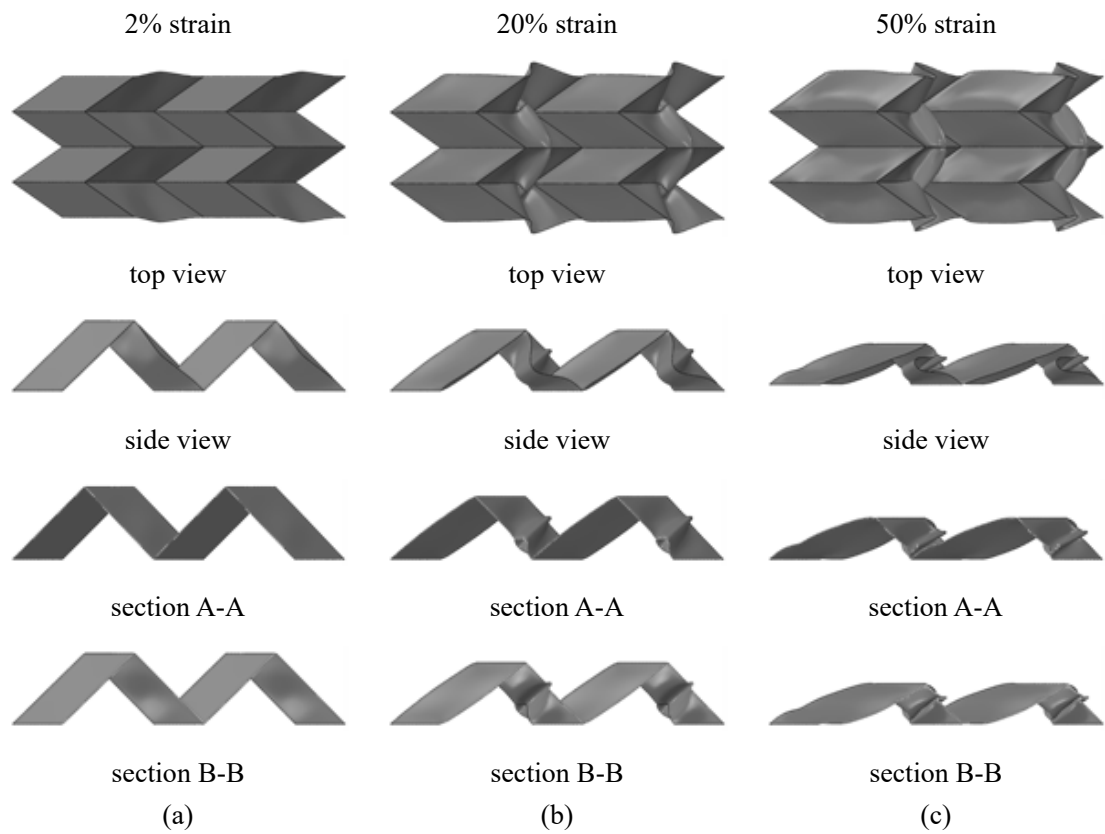 2% strain 20% strain 50% strain
top view top view top view
side view side view side view
section A-A section A-A section A-A
section B-B section B-B section B-B
(a) (b) (c)